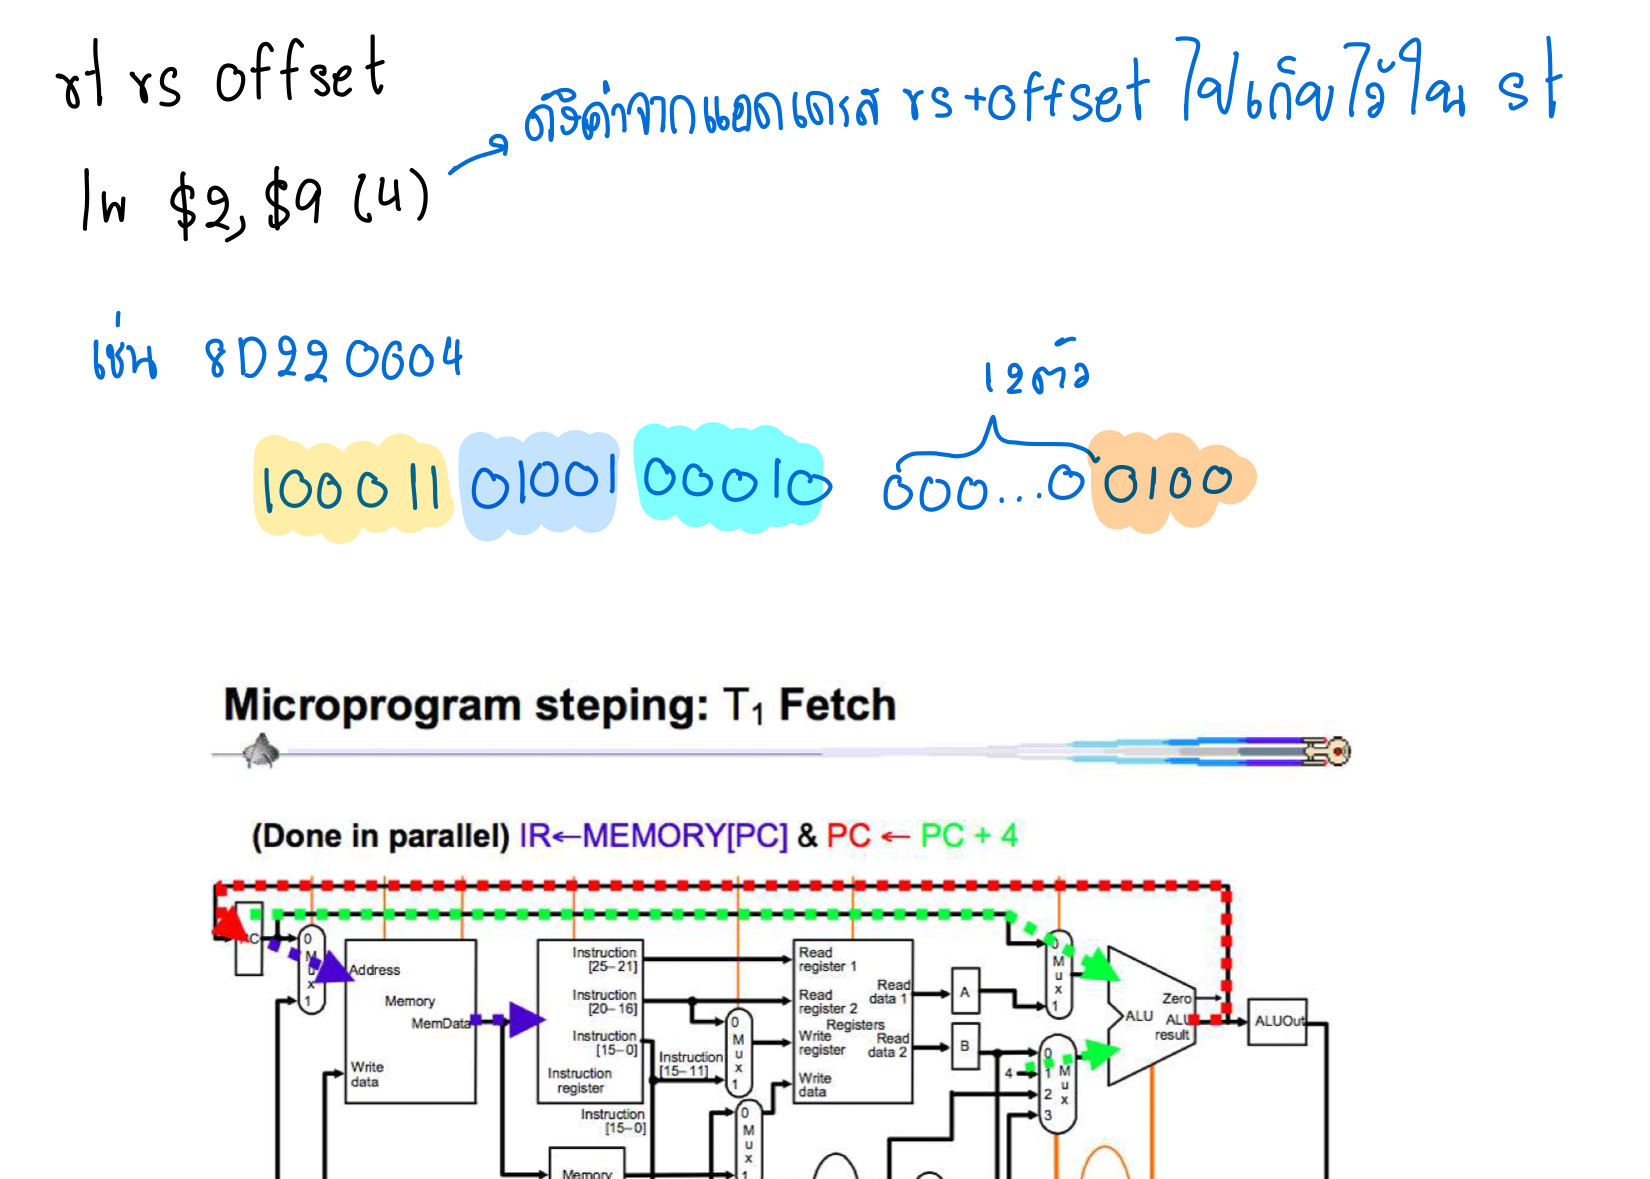 rt rs offset
ดึงค่าจากแอดเดรส rs+offset ไปเก็บไว้ใน st
lw $2, $9 (4)
เช่น 8D220004
12ตัว
100011 01001 00010 000...0 0100
Microprogram steping: T1 Fetch
(Done in parallel) IR←MEMORY[PC] & PC ← PC + 4
0
M
u
x
1
Address
Memory
MemData
Write
data
Instruction
[25–21]
Instruction
[20–16]
Instruction
[15–0]
Instruction
register
Instruction
[15–11]
Instruction
[15–0]
Memory
0
M
u
x
1
0
M
u
x
1
Read
register 1
Read
register 2
Registers
Write
register
Write
data
Read
data 1
Read
data 2
A
B
4
0
M
u
x
1
0
1
2
3
M
u
x
ALU
Zero
ALU
result
ALUOut